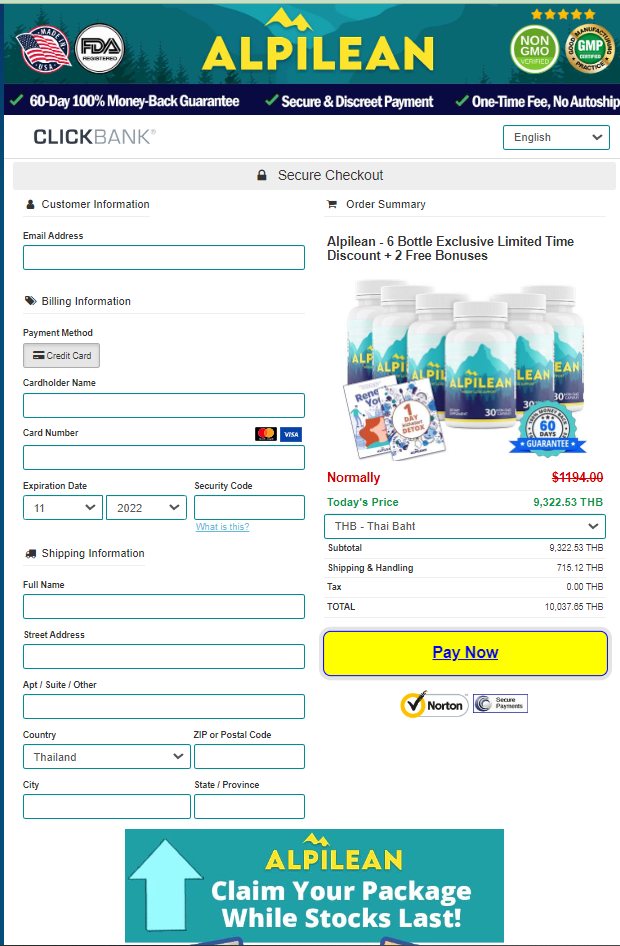 MADE IN
U.S.A.
FDA
REGISTERED
ALPILEAN
NON
GMO
VERIFIED
GOOD MANUFACTURING
GMP
CERTIFIED
PRACTICE
60-Day 100% Money-Back Guarantee
Secure & Discreet Payment
One-Time Fee, No Autoship
CLICKBANK®
English
Secure Checkout
Customer Information
Email Address
Billing Information
Payment Method
Credit Card
Cardholder Name
Card Number
VISA
Expiration Date
Security Code
11
2022
What is this?
Shipping Information
Full Name
Street Address
Apt / Suite / Other
Country
ZIP or Postal Code
Thailand
City
State / Province
Order Summary
Alpilean - 6 Bottle Exclusive Limited Time
Discount + 2 Free Bonuses
ALPILEAN
30
1
DAY
DETOX
60
DAYS
GUARANTEE
Normally
$1194.00
Today's Price
9,322.53 THB
THB - Thai Baht
Subtotal
9,322.53 THB
Shipping & Handling
715.12 THB
Tax
0.00 THB
TOTAL
10,037.65 THB
Pay Now
Norton
Secure
Payments
ALPILEAN
Claim Your Package
While Stocks Last!